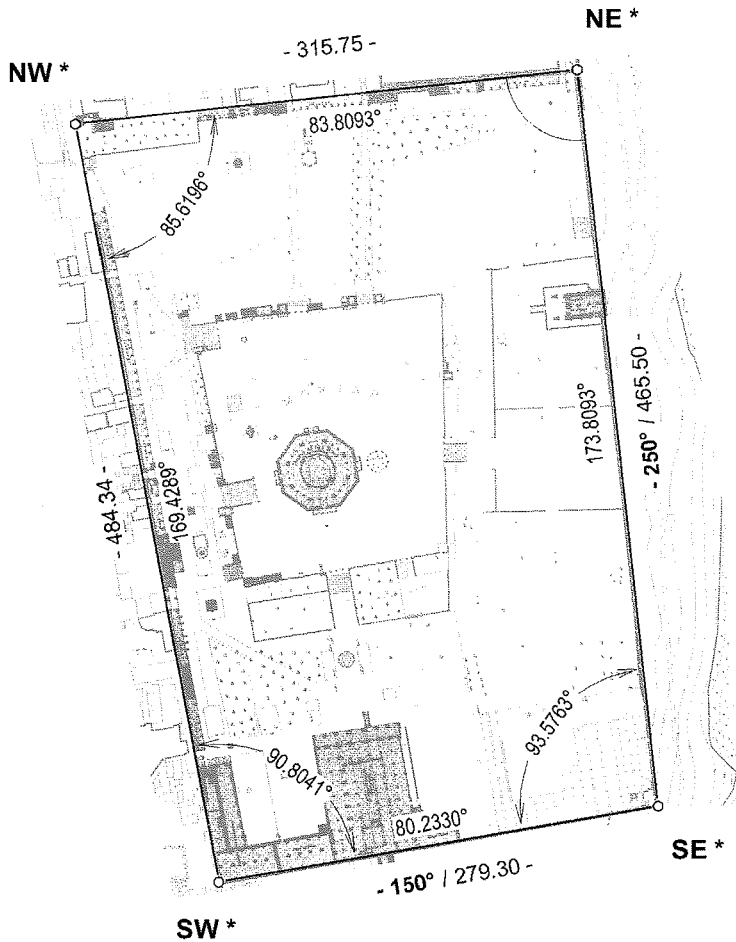 NE *
- 315.75 -
NW *
83.8093°
85.6196°
- 484.34 -
169.4289°
173.8093°
- 250° / 465.50 -
93.5763°
90.8041°
80.2330°
- 150° / 279.30 -
SE *
SW *